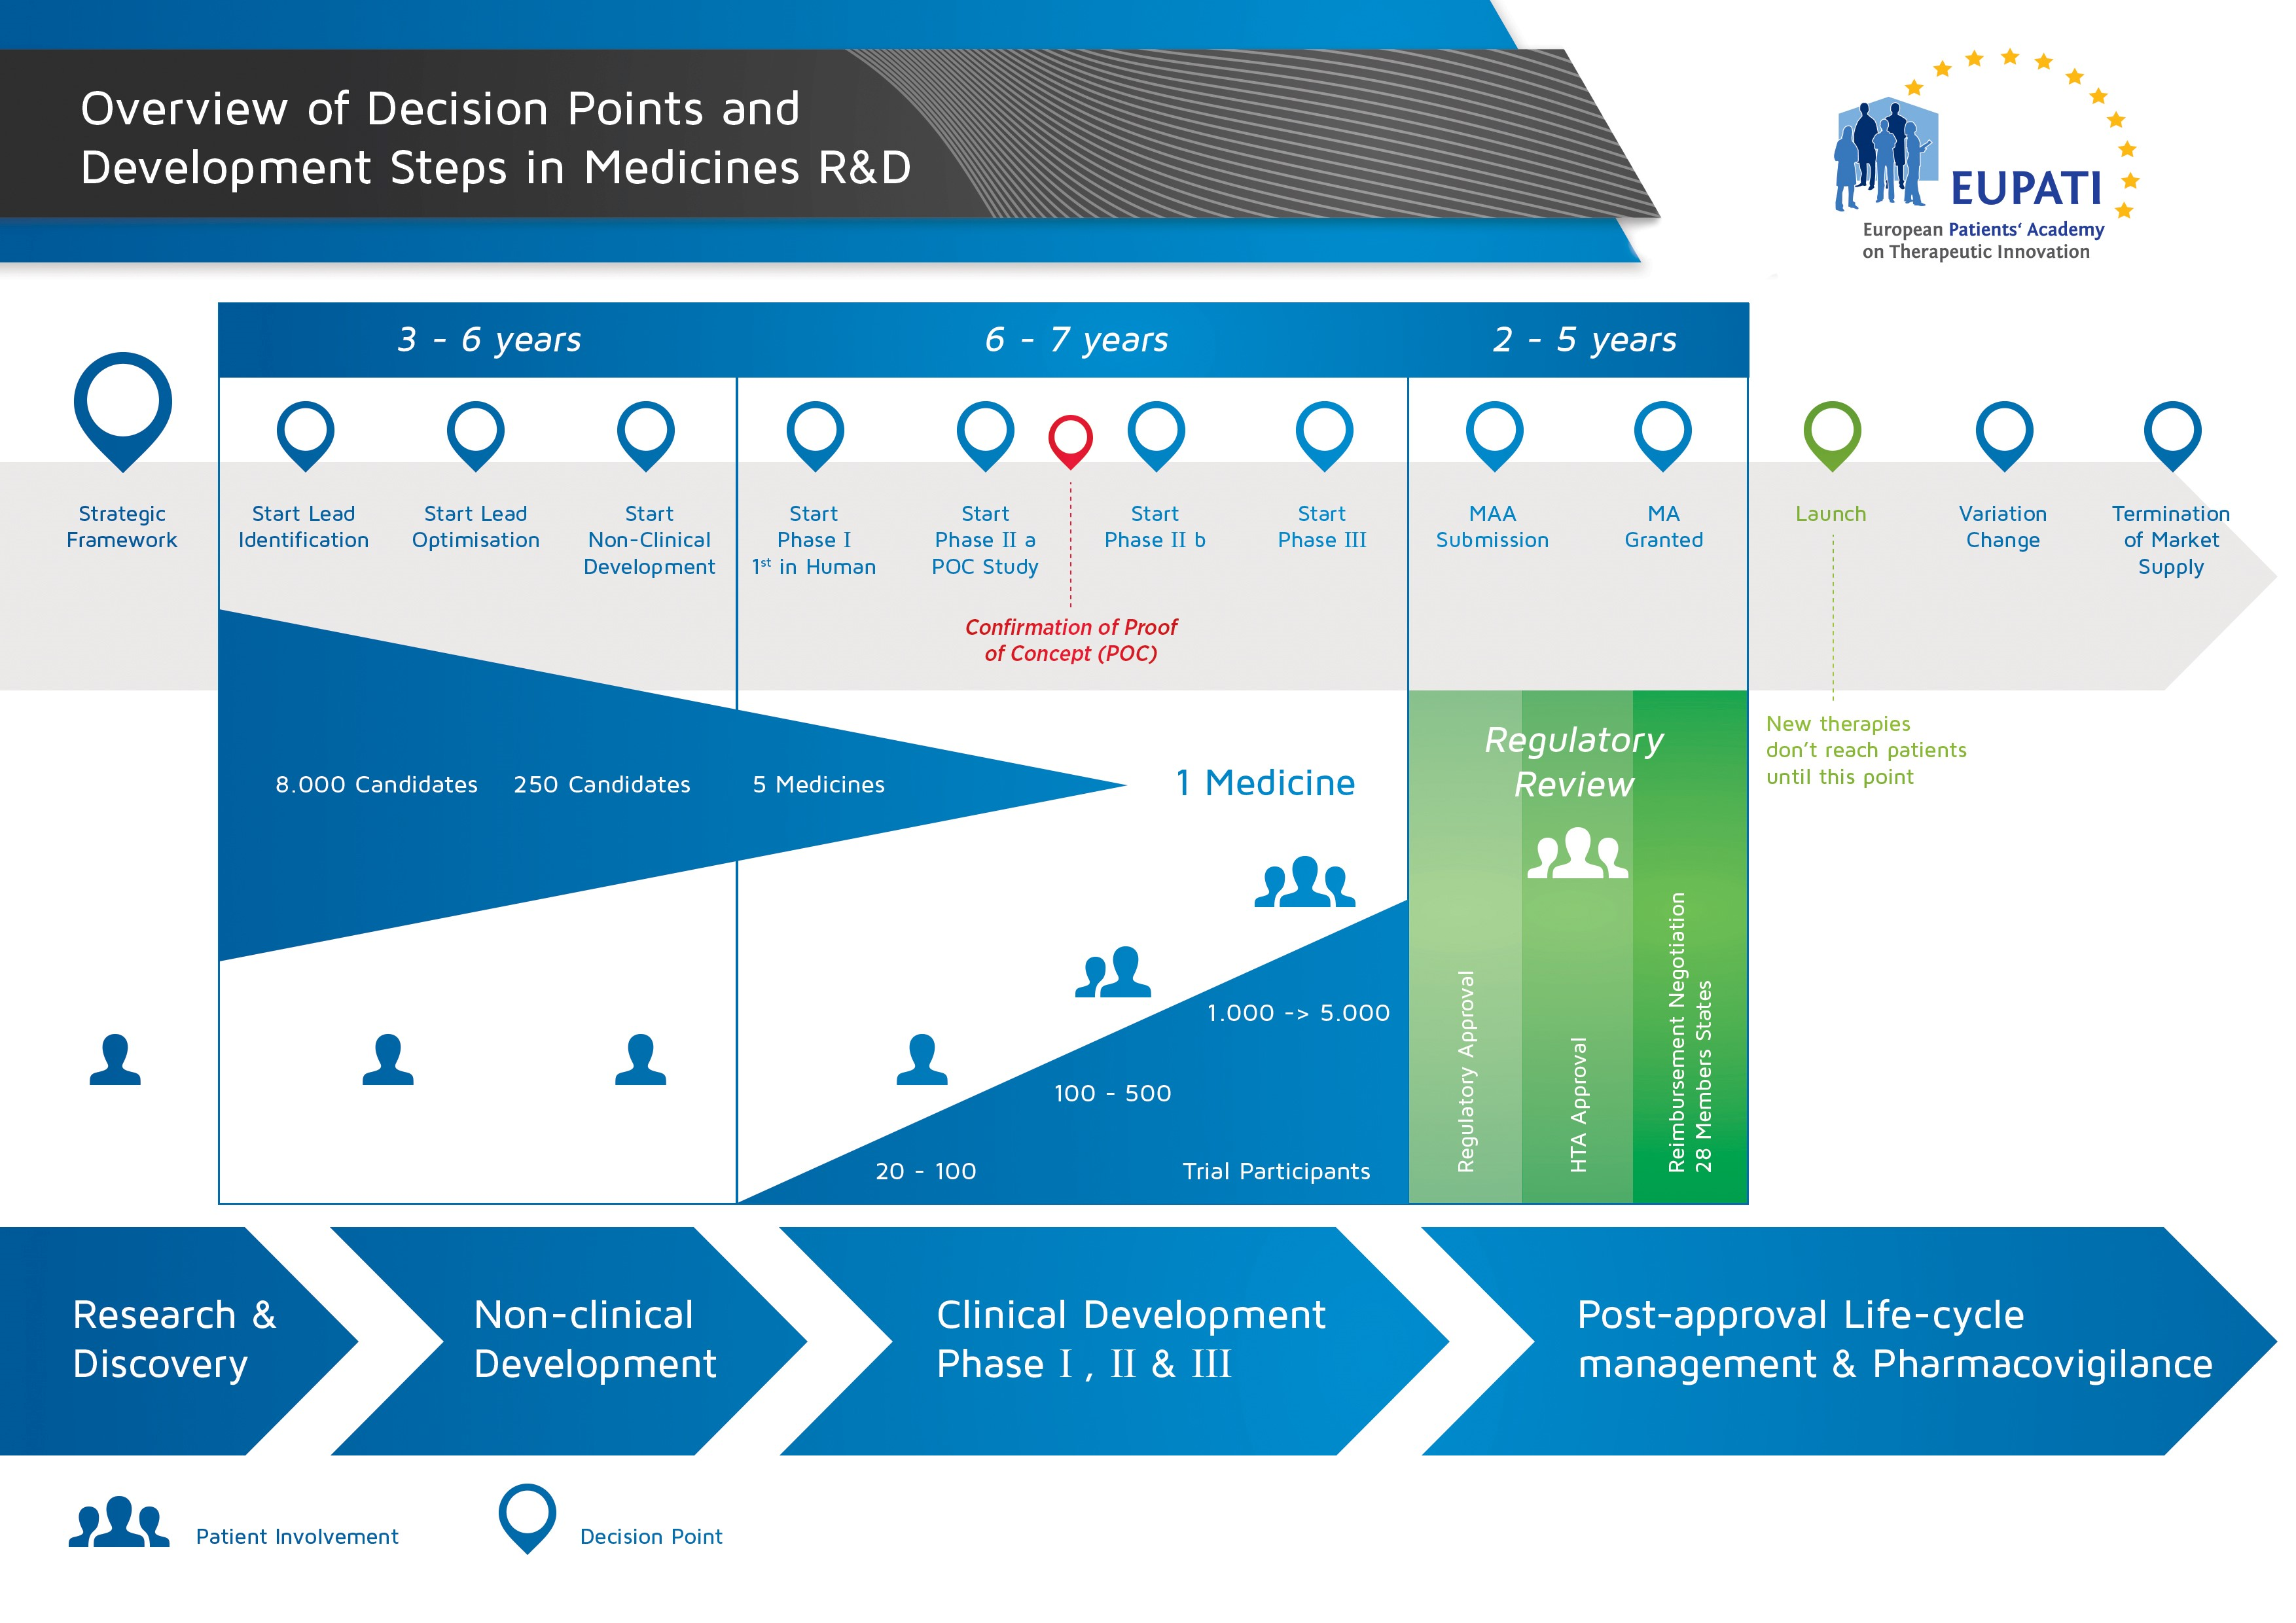 Overview of Decision Points and
Development Steps in Medicines R&D
EUPATI
European Patients‘ Academy
on Therapeutic Innovation
3 - 6 years
6 - 7 years
2 - 5 years
Strategic
Framework
Start Lead
Identification
Start Lead
Optimisation
Start
Non-Clinical
Development
Start
Phase I
1st in Human
Start
Phase II a
POC Study
Start
Phase II b
Start
Phase III
MAA
Submission
MA
Granted
Launch
Variation
Change
Termination
of Market
Supply
Confirmation of Proof
of Concept (POC)
New therapies
don’t reach patients
until this point
8.000 Candidates
250 Candidates
5 Medicines
1 Medicine
Regulatory
Review
Regulatory Approval
HTA Approval
Reimbursement Negotiation
28 Members States
1.000 -> 5.000
100 - 500
20 - 100
Trial Participants
Research &
Discovery
Non-clinical
Development
Clinical Development
Phase I , II & III
Post-approval Life-cycle
management & Pharmacovigilance
Patient Involvement
Decision Point